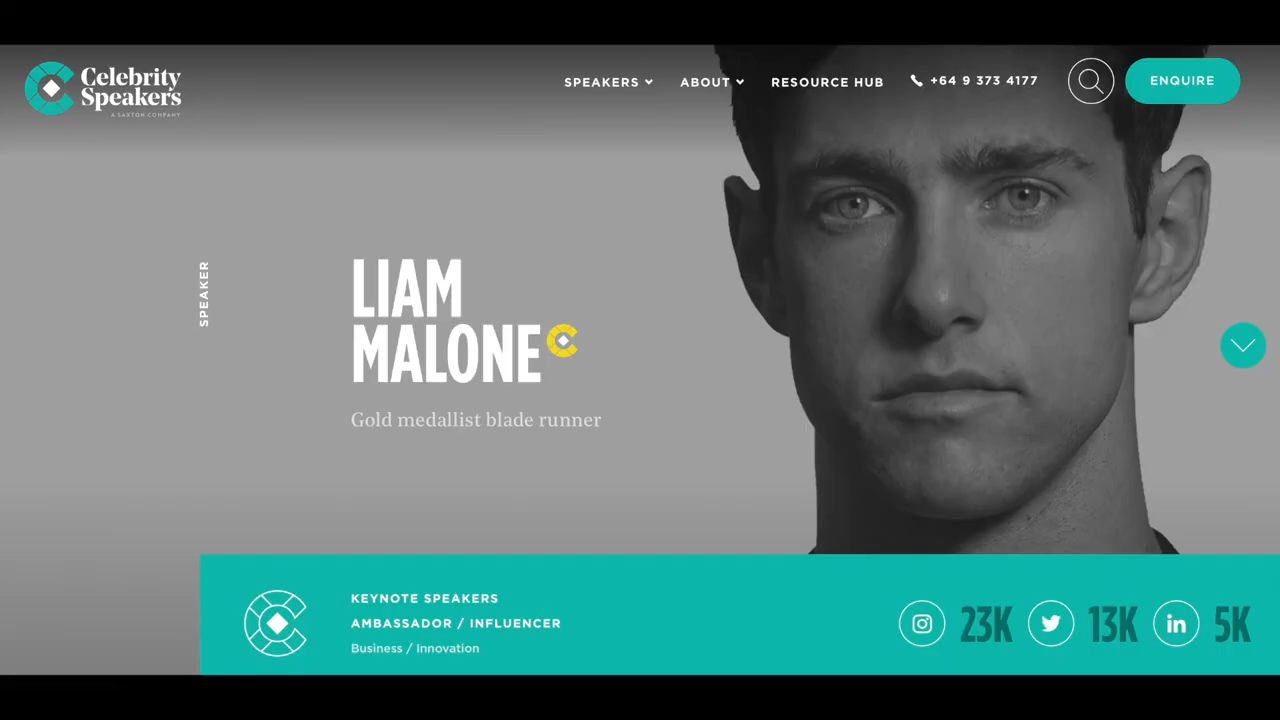 Celebrity
Speakers
A SAXTON COMPANY
SPEAKERS
ABOUT
RESOURCE HUB
+64 9 373 4177
ENQUIRE
SPEAKER
LIAM
MALONE
Gold medallist blade runner
KEYNOTE SPEAKERS
AMBASSADOR / INFLUENCER
Business / Innovation
23K
13K
in
5K